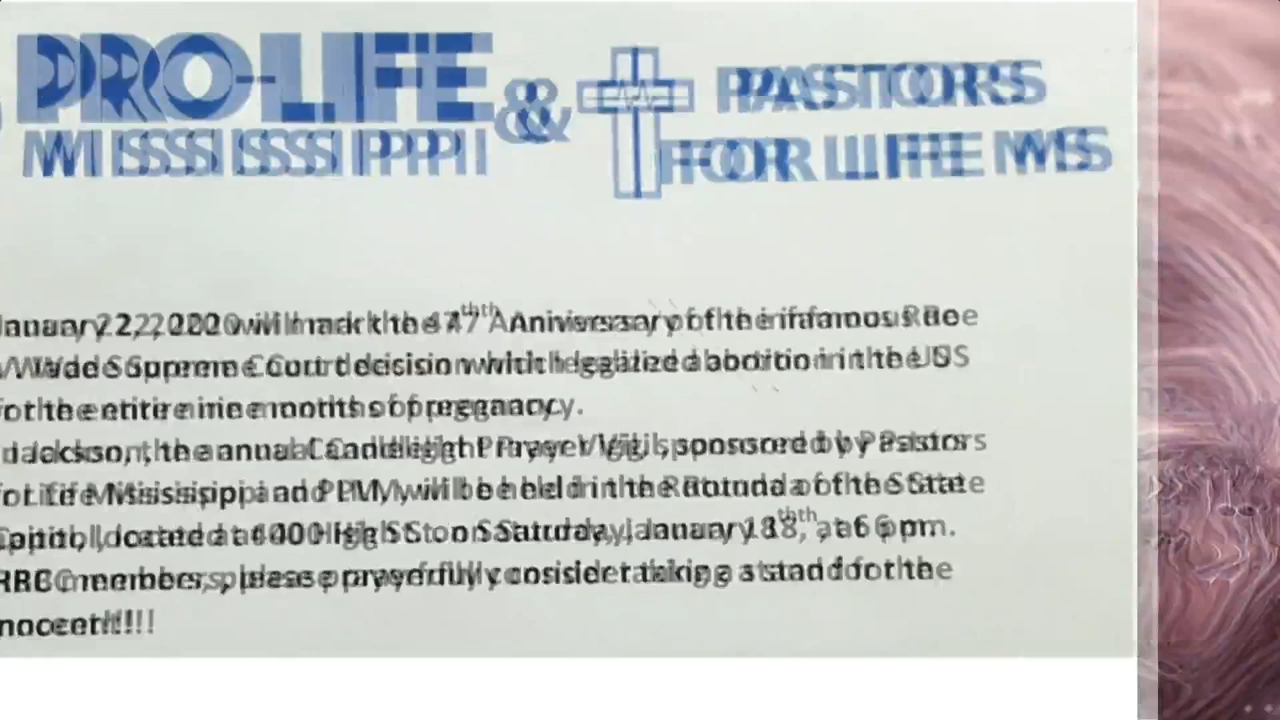 PRO-LIFE
MISSISSIPPI
&
PASTORS
FOR LIFE MS
January 22, 2020 will mark the 47th Anniversary of the infamous Roe
Wade Supreme Court decision which legalized abortion in the US
for the entire nine months of pregnancy.
Jackson, the annual Candlelight Prayer Vigil, sponsored by Pastors
for Life Mississippi and PLM, will be held in the Rotunda of the State
Capitol, located at 400 High St on Saturday, January 18th, at 6 pm.
members, please prayerfully consider taking a stand for the
innocent!!!!